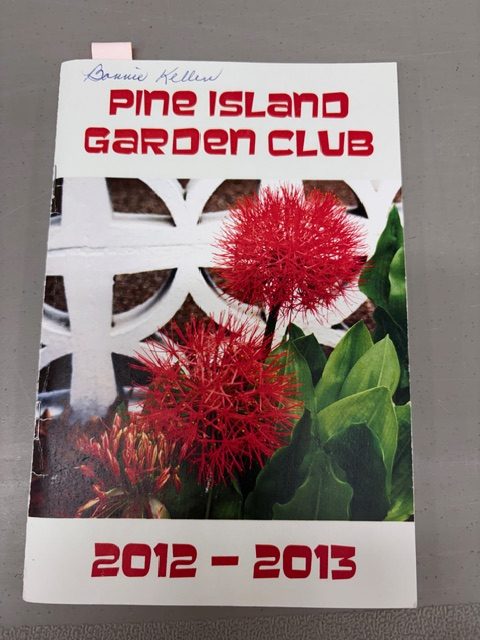 Bonnie Keller
PINE ISLAND
GARDEN CLUB
2012 – 2013